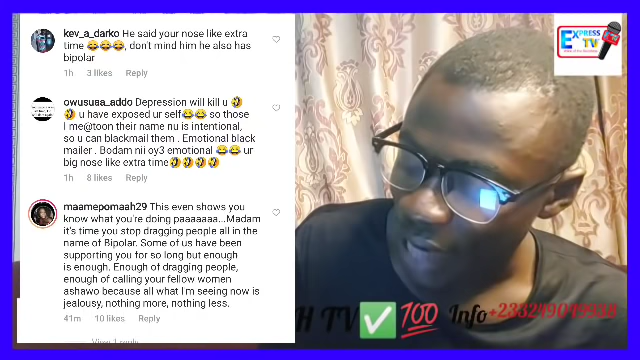 kev_a_darko He said your nose like extra
time 😂😂😂, don't mind him he also has
bipolar
1h 3 likes Reply
owusuaa_addo Depression will kill u 🤣
🤣 u have exposed ur self😂😂 so those
I me@toon their name nu is intentional,
so u can blackmail them . Emotional black
mailer . Bodam nii oy3 emotional 😂😂 ur
big nose like extra time🤣🤣🤣🤣
1h 8 likes Reply
maamepomaah29 This even shows you
know what you're doing paaaaaaa...Madam
it's time you stop dragging people all in the
name of Bipolar. Some of us have been
supporting you for so long but enough
is enough. Enough of dragging people,
enough of calling your fellow women
ashawo because all what I'm seeing now is
jealousy, nothing more, nothing less.
41m 10 likes Reply
View 1 reply
EXPRESS
TV
H TV✅💯 Info+233249049938